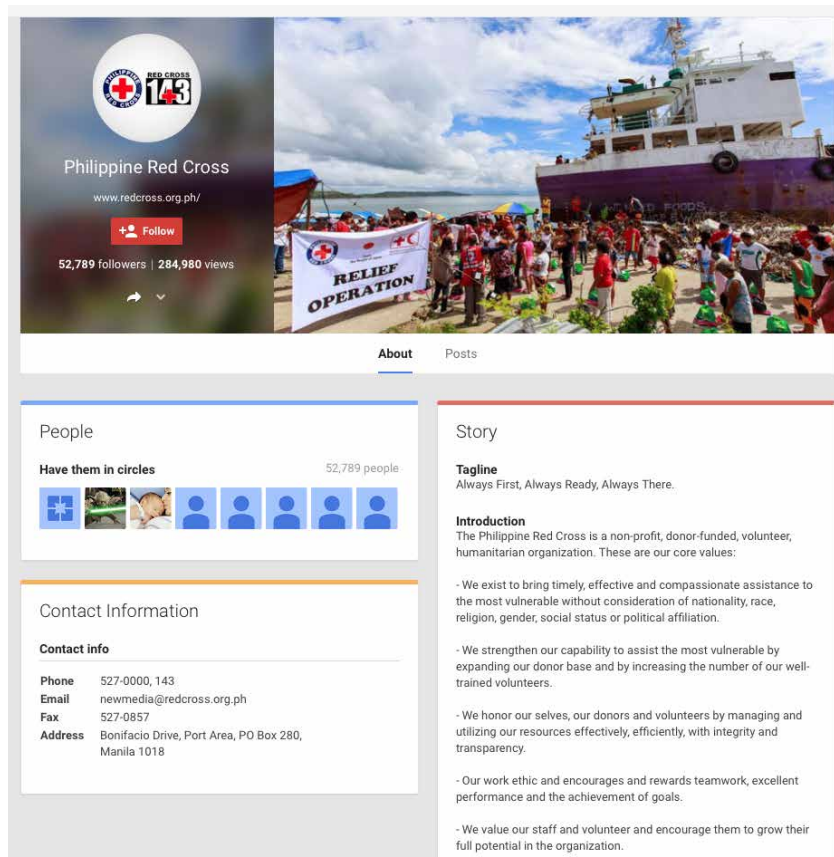 PHILIPPINE
RED CROSS
RED CROSS
143
Philippine Red Cross
www.redcross.org.ph/
Follow
52,789 followers | 284,980 views
RELIEF
OPERATION
About Posts
People
Have them in circles 52,789 people
Contact Information
Contact info
Phone 527-0000, 143
Email newmedia@redcross.org.ph
Fax 527-0857
Address Bonifacio Drive, Port Area, PO Box 280,
Manila 1018
Story
Tagline
Always First, Always Ready, Always There.
Introduction
The Philippine Red Cross is a non-profit, donor-funded, volunteer,
humanitarian organization. These are our core values:
- We exist to bring timely, effective and compassionate assistance to
the most vulnerable without consideration of nationality, race,
religion, gender, social status or political affiliation.
- We strengthen our capability to assist the most vulnerable by
expanding our donor base and by increasing the number of our well-
trained volunteers.
- We honor our selves, our donors and volunteers by managing and
utilizing our resources effectively, efficiently, with integrity and
transparency.
- Our work ethic and encourages and rewards teamwork, excellent
performance and the achievement of goals.
- We value our staff and volunteer and encourage them to grow their
full potential in the organization.